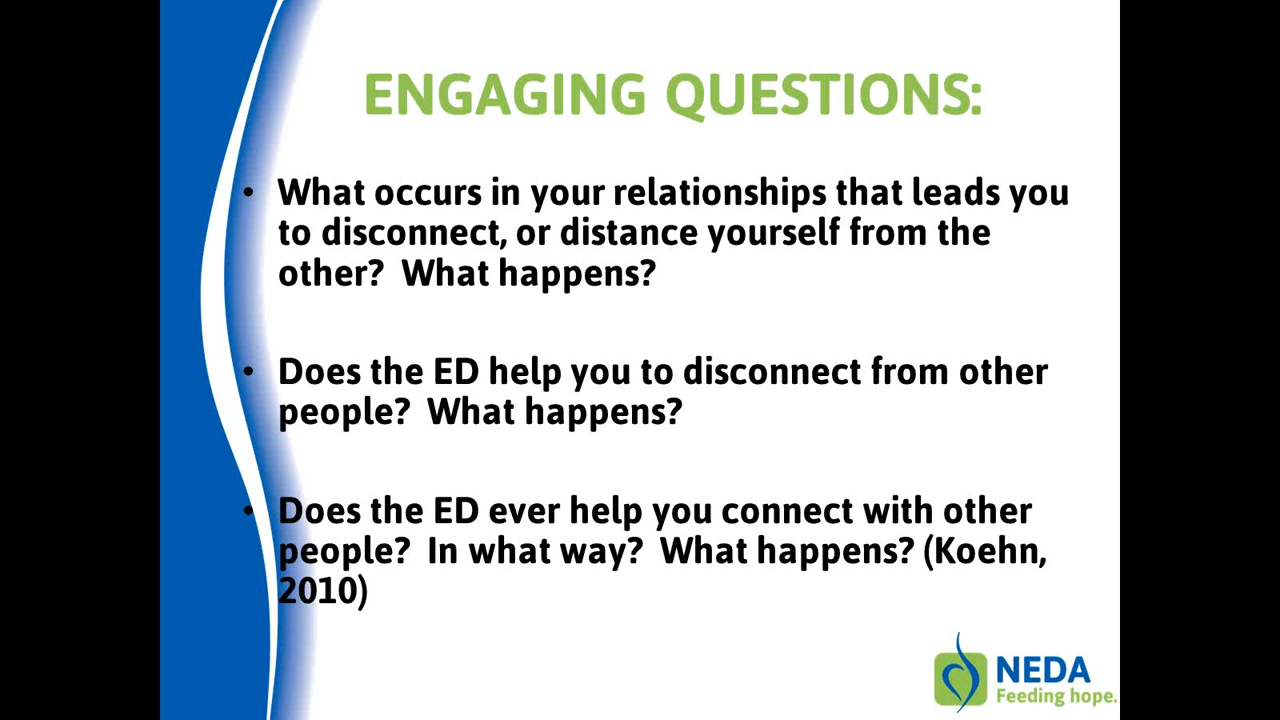 ENGAGING QUESTIONS:
• What occurs in your relationships that leads you
to disconnect, or distance yourself from the
other?  What happens?
• Does the ED help you to disconnect from other
people?  What happens?
• Does the ED ever help you connect with other
people?  In what way?  What happens? (Koehn,
2010)
NEDA
Feeding hope.